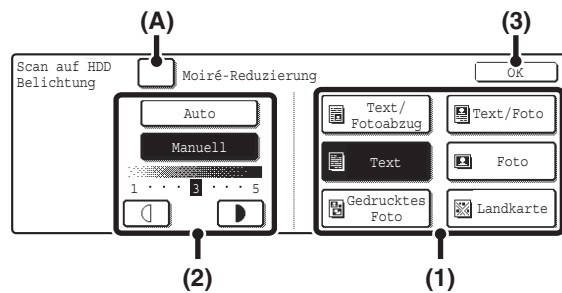 (A)
(3)
Scan auf HDD
Belichtung
Moiré-Reduzierung
OK
Auto
Manuell
1 · · · 3 · · · 5
Text/
Fotoabzug
Text/Foto
Text
Foto
Gedrucktes
Foto
Landkarte
(2)
(1)